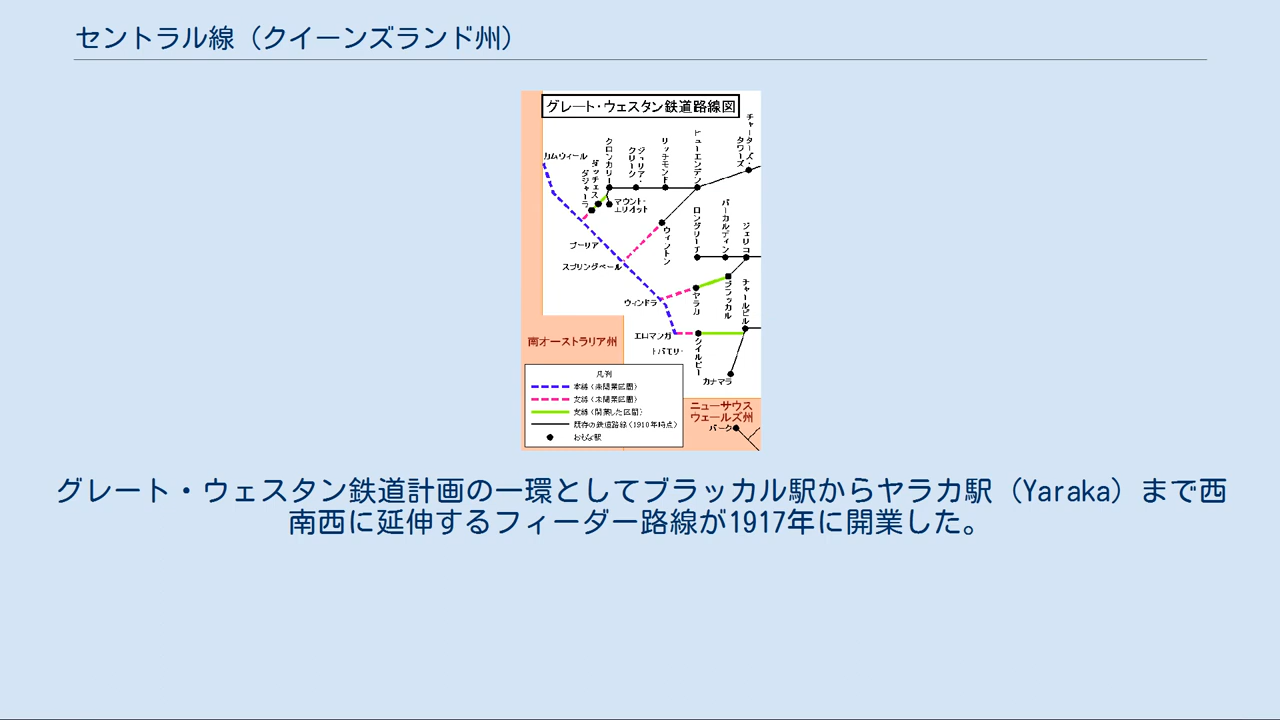 セントラル線（クイーンズランド州）
グレート・ウェスタン鉄道路線図
チャーターズ・
タワーズ
ヒューエンデン
リッチモンド
ジュリア・
クリーク
クロンカリー
ダッチェス
ダジャーラ
カムウィール
マウント・
エリオット
ウィントン
ロングリーチ
バーカルディン
ジェリコ
ブーリア
スプリングベール
ブラッカル
ヤラカ
ウィンドラ
チャールビル
エロマンガ
トバモリー
クイルピー
カナマラ
南オーストラリア州
凡例
本線（未開業区間）
支線（未開業区間）
支線（開業した区間）
既存の鉄道路線（1910年時点）
おもな駅
ニューサウス
ウェールズ州
バーク
グレート・ウェスタン鉄道計画の一環としてブラッカル駅からヤラカ駅（Yaraka）まで西
南西に延伸するフィーダー路線が1917年に開業した。